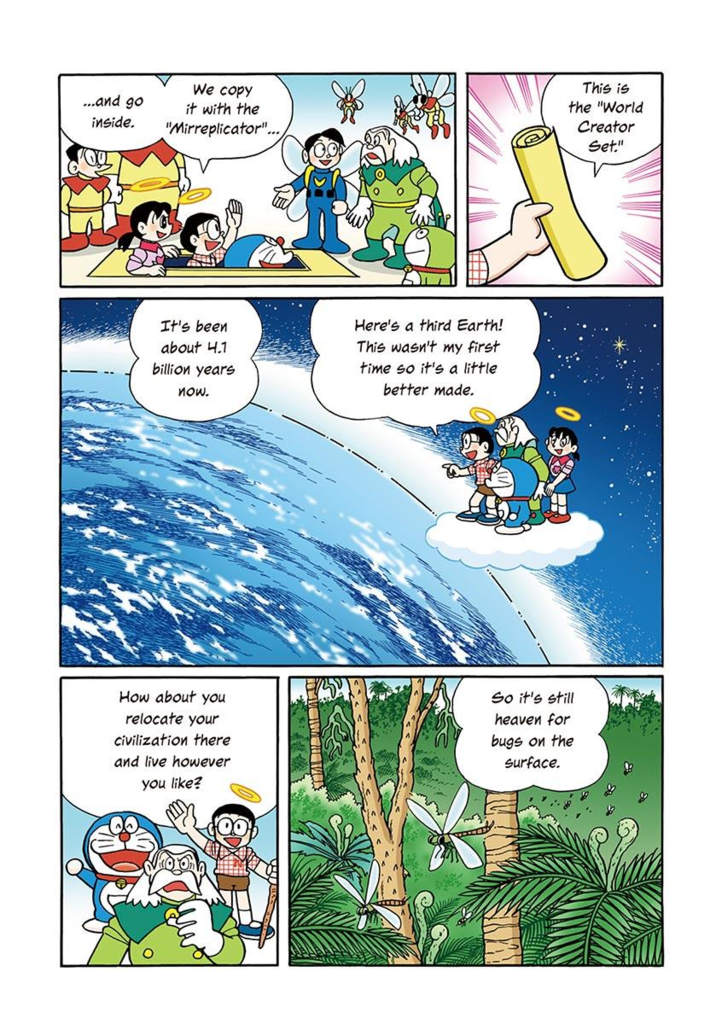 This is
the "World
Creator
Set."
We copy
it with the
"Mirreplicator"...
...and go
inside.
Here's a third Earth!
This wasn't my first
time so it's a little
better made.
It's been
about 4.1
billion years
now.
So it's still
heaven for
bugs on the
surface.
How about you
relocate your
civilization there
and live however
you like?